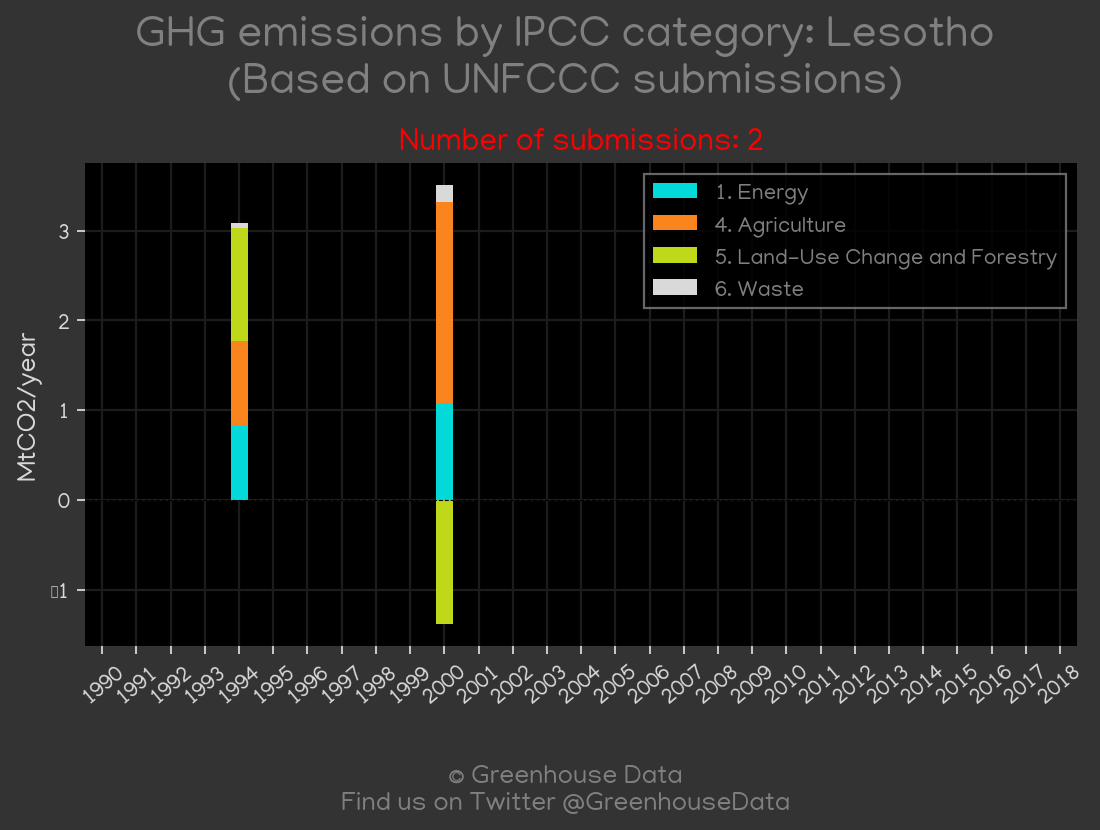 GHG emissions by IPCC category: Lesotho
(Based on UNFCCC submissions)
Number of submissions: 2
1. Energy
4. Agriculture
5. Land-Use Change and Forestry
6. Waste
MtCO2/year
3
2
1
0
▯1
1990 1991 1992 1993 1994 1995 1996 1997 1998 1999 2000 2001 2002 2003 2004 2005 2006 2007 2008 2009 2010 2011 2012 2013 2014 2015 2016 2017 2018
© Greenhouse Data
Find us on Twitter @GreenhouseData